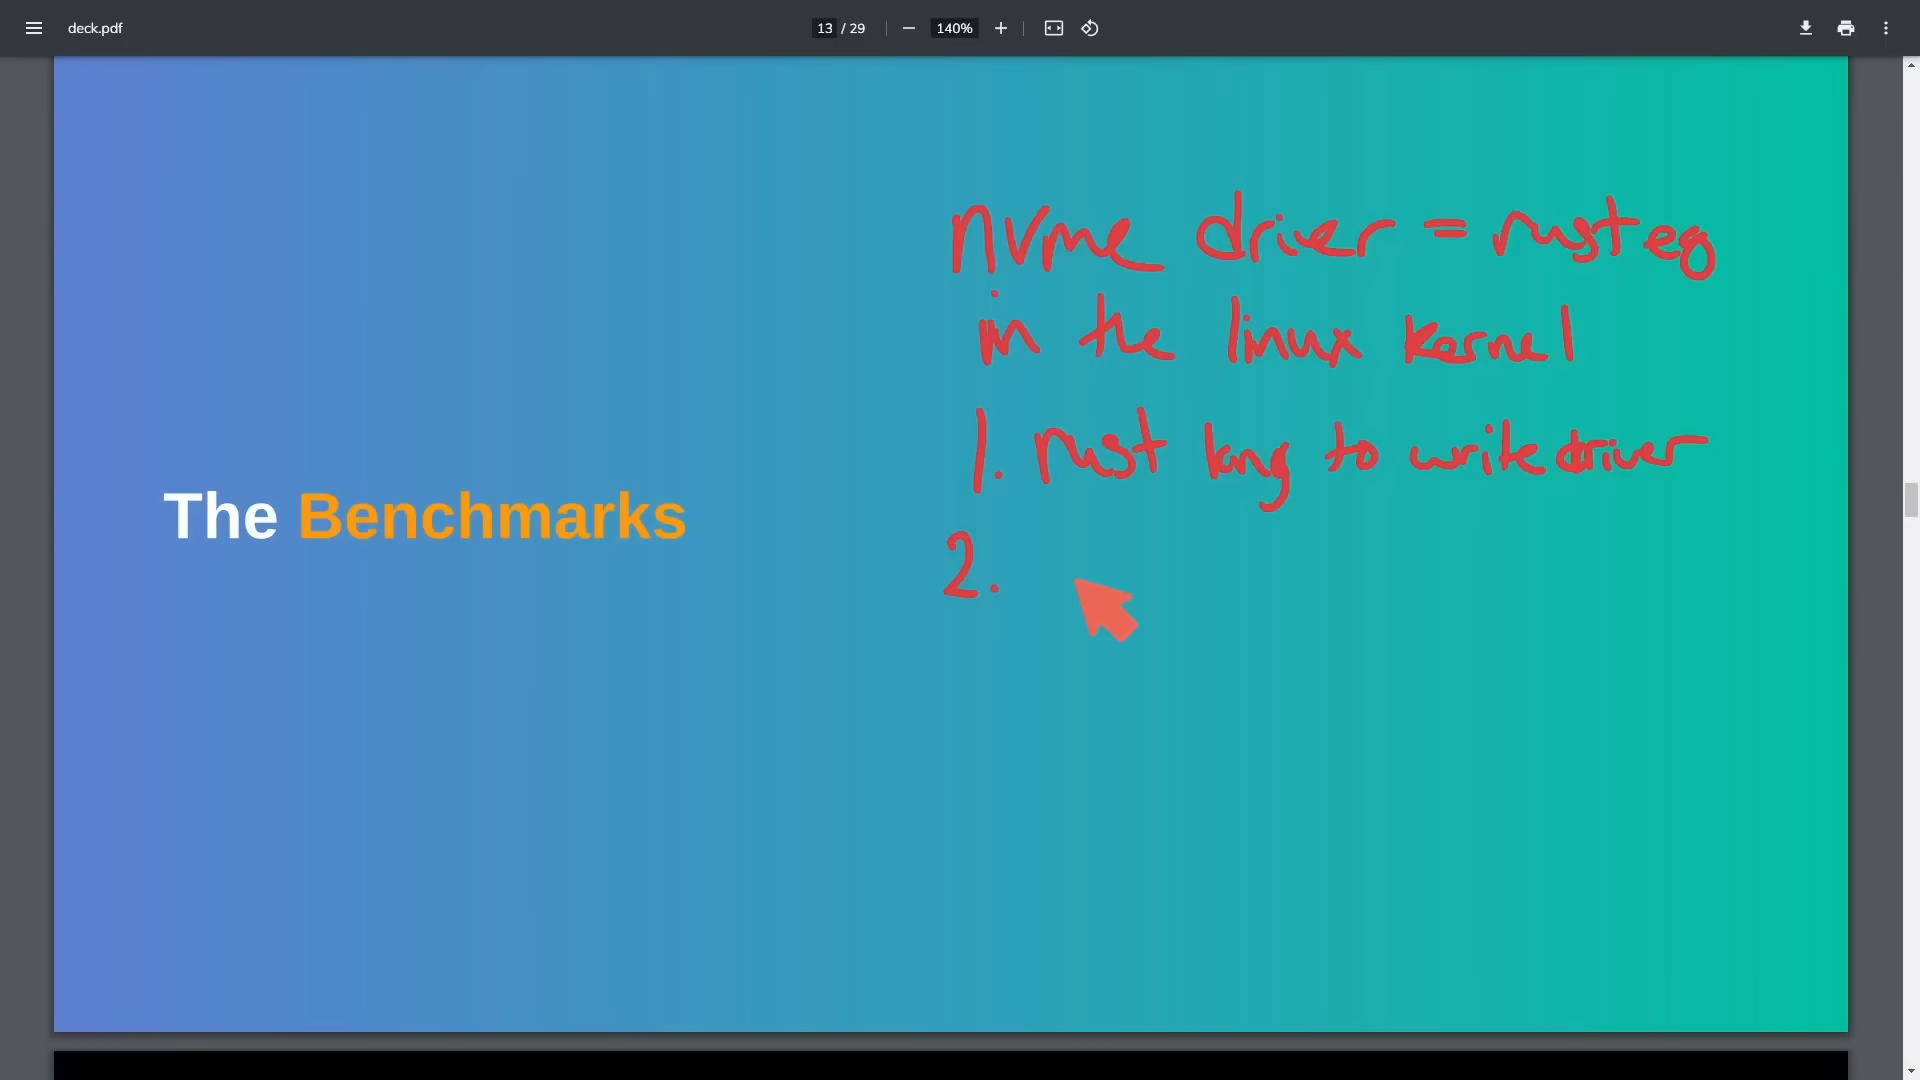 deck.pdf
13 / 29
140%
The Benchmarks
nvme driver = rust eg
in the linux kernel
1. rust lang to write driver
2.